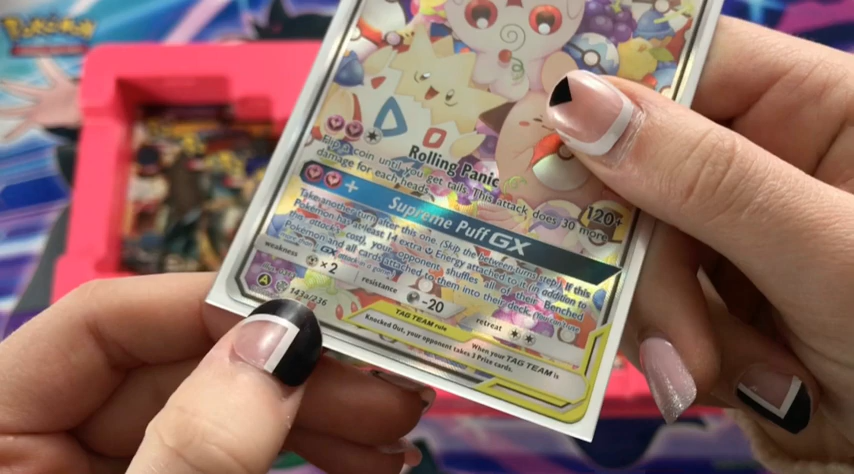 Pokémon
Rolling Panic
120+
Flip a coin until you get tails. This attack does 30 more
damage for each heads.
+ Supreme Puff GX
Take another turn after this one. (Skip the between-turns step.) If this
Pokémon has at least 14 extra Energy attached to it (in addition to
this attack's cost), your opponent shuffles all of their Benched
Pokémon and all cards attached to them into their deck.
GX
weakness ×2 resistance -20 retreat
A 143a/236
TAG TEAM rule
When your TAG TEAM is
Knocked Out, your opponent takes 3 Prize cards.